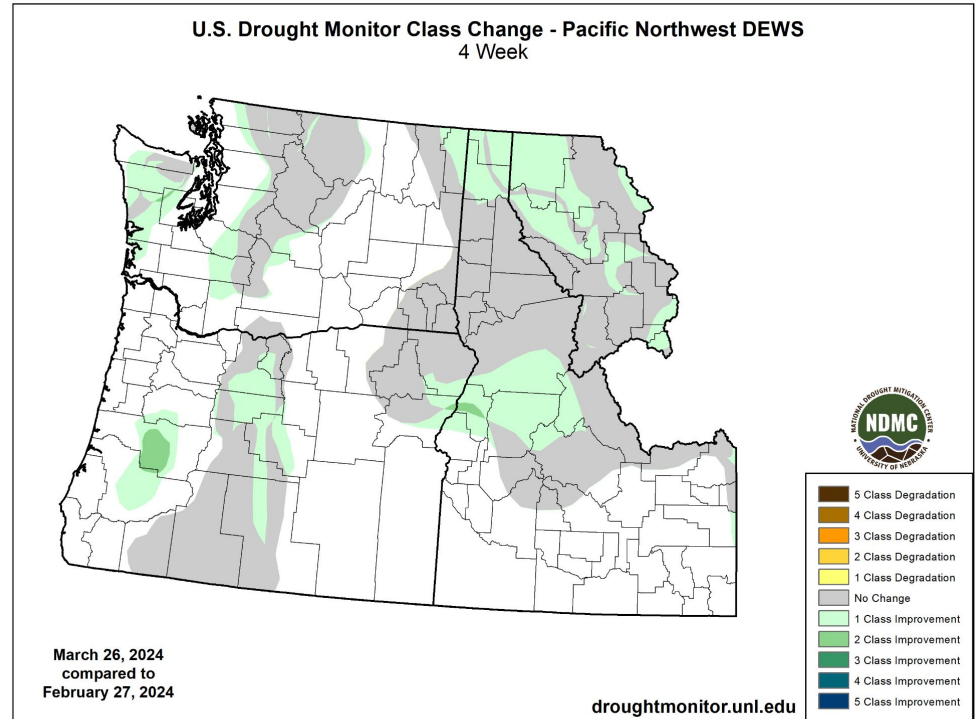 U.S. Drought Monitor Class Change - Pacific Northwest DEWS
4 Week
NATIONAL DROUGHT MITIGATION CENTER
NDMC
UNIVERSITY OF NEBRASKA
5 Class Degradation
4 Class Degradation
3 Class Degradation
2 Class Degradation
1 Class Degradation
No Change
1 Class Improvement
2 Class Improvement
3 Class Improvement
4 Class Improvement
5 Class Improvement
March 26, 2024
compared to
February 27, 2024
droughtmonitor.unl.edu